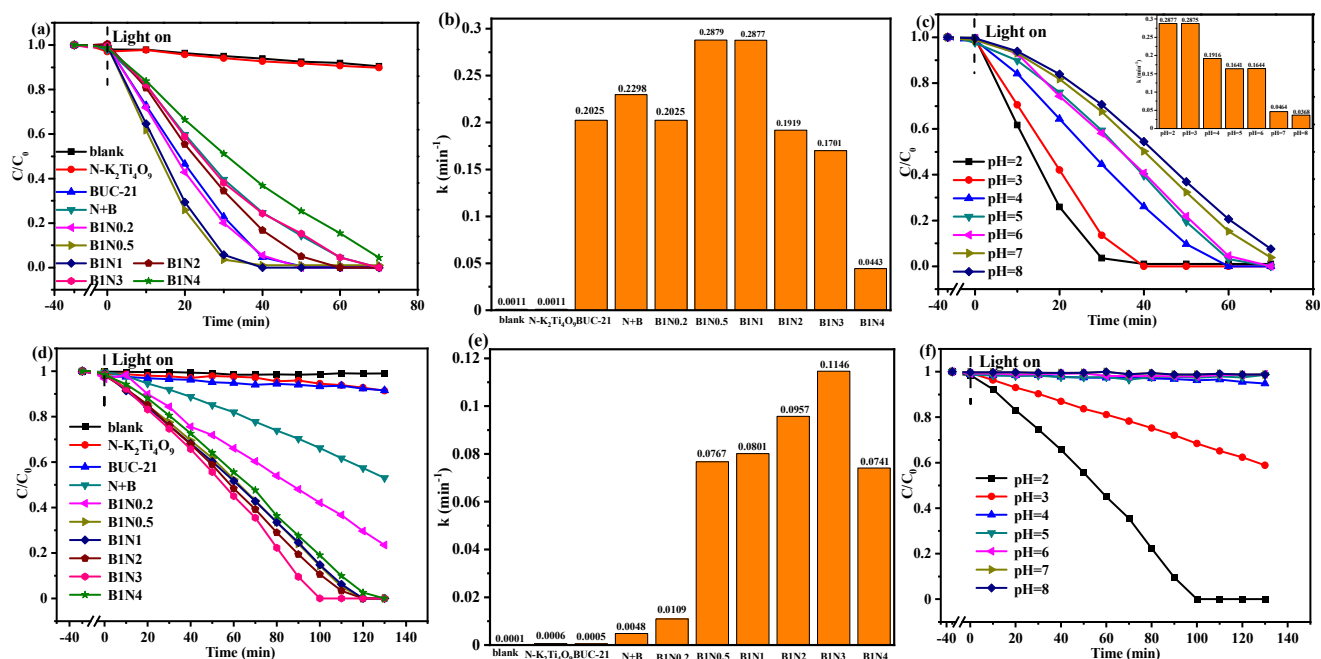 (a)
Light on
1.0
0.8
0.6
0.4
0.2
0.0
C/C0
blank
N-K2Ti4O9
BUC-21
N+B
B1N0.2
B1N0.5
B1N1 B1N2
B1N3 B1N4
-40 0 20 40 60 80
Time (min)
(b)
0.30
0.25
0.20
0.15
0.10
0.05
0
k (min-1)
0.0011
0.0011
0.2025
0.2298
0.2025
0.2879
0.2877
0.1919
0.1701
0.0443
blank N-K2Ti4O9 BUC-21 N+B B1N0.2 B1N0.5 B1N1 B1N2 B1N3 B1N4
(c)
Light on
1.0
0.8
0.6
0.4
0.2
0.0
C/C0
pH=2
pH=3
pH=4
pH=5
pH=6
pH=7
pH=8
-40 0 20 40 60 80
Time (min)
0.3
0.25
0.2
0.15
0.1
0.05
0
k (min-1)
0.2877 0.2875
0.1916
0.1641 0.1644
0.0464
0.0368
pH=2 pH=3 pH=4 pH=5 pH=6 pH=7 pH=8
(d)
Light on
1
0.8
0.6
0.4
0.2
0
C/C0
blank
N-K2Ti4O9
BUC-21
N+B
B1N0.2
B1N0.5
B1N1
B1N2
B1N3
B1N4
-40 0 20 40 60 80 100 120 140
Time (min)
(e)
0.12
0.1
0.08
0.06
0.04
0.02
0
k (min-1)
0.0001
0.0006
0.0005
0.0048
0.0109
0.0767
0.0801
0.0957
0.1146
0.0741
blank N-K2Ti4O9 BUC-21 N+B B1N0.2 B1N0.5 B1N1 B1N2 B1N3 B1N4
(f)
Light on
1
0.8
0.6
0.4
0.2
0
C/C0
pH=2
pH=3
pH=4
pH=5
pH=6
pH=7
pH=8
-40 0 20 40 60 80 100 120 140
Time (min)